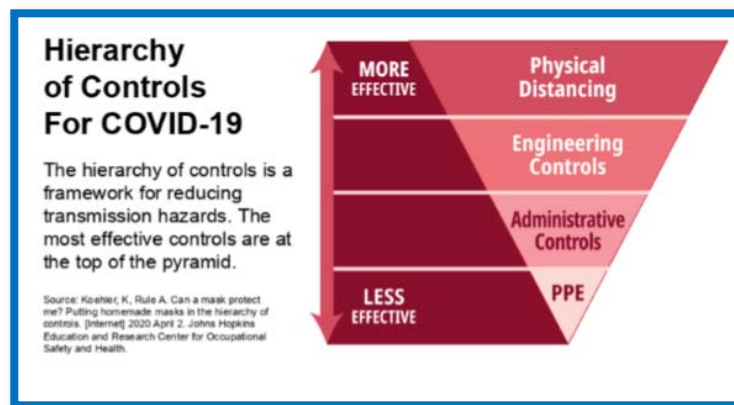 Hierarchy
of Controls
For COVID-19
The hierarchy of controls is a
framework for reducing
transmission hazards. The
most effective controls are at
the top of the pyramid.
Source: Koehler, K, Rule A. Can a mask protect
me? Putting homemade masks in the hierarchy of
controls. [Internet] 2020 April 2. Johns Hopkins
Education and Research Center for Occupational
Safety and Health.
MORE
EFFECTIVE
Physical
Distancing
Engineering
Controls
Administrative
Controls
LESS
EFFECTIVE
PPE